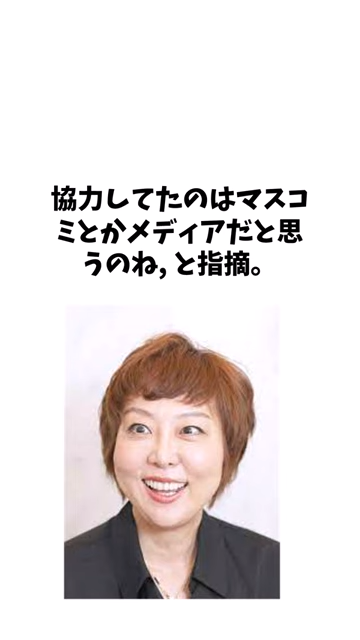 協力してたのはマスコ
ミとかメディアだと思
うのね,と指摘。